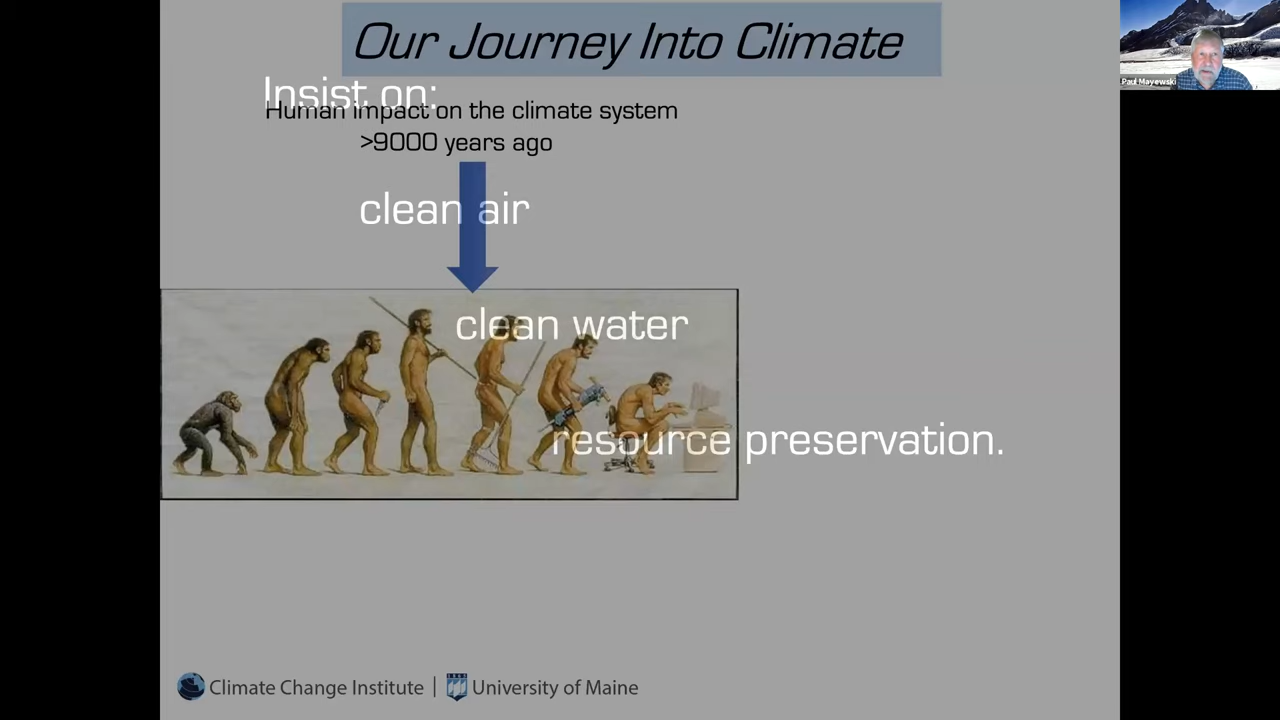 Our Journey Into Climate
Paul Mayewski
Insist on:
Human impact on the climate system
>9000 years ago
clean air
clean water
resource preservation.
Climate Change Institute | University of Maine